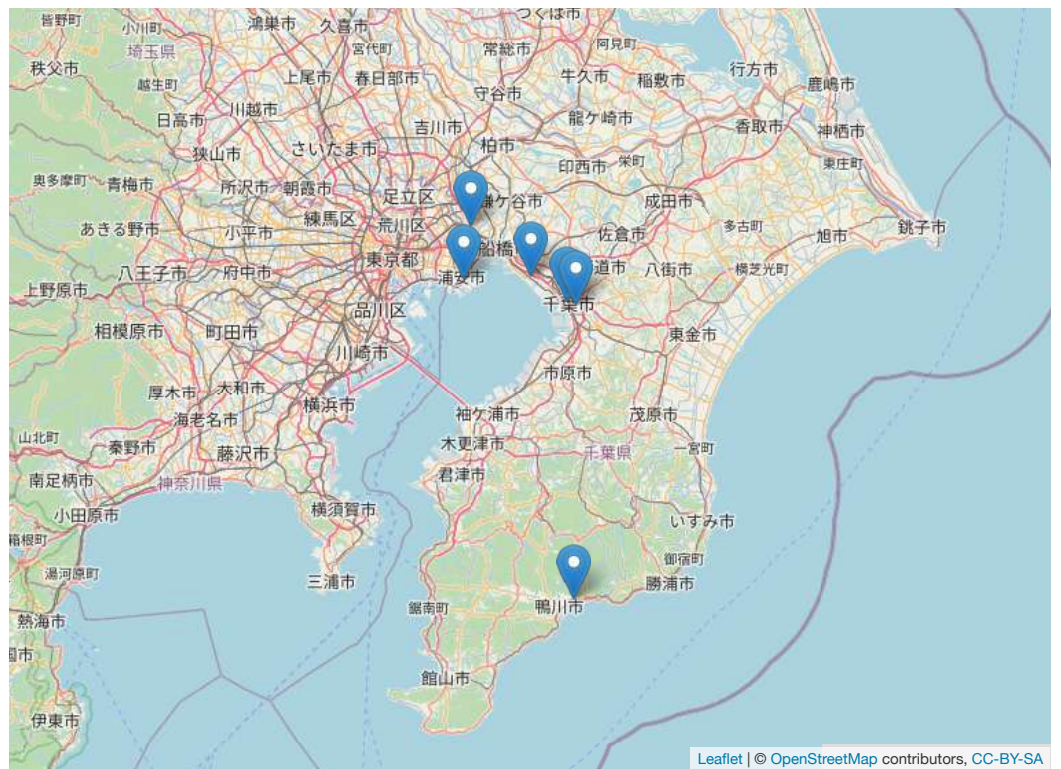 皆野町
小川町
鴻巣市
久喜市
つくば市
埼玉県
宮代町
常総市
阿見町
秩父市
越生町
上尾市
春日部市
守谷市
牛久市
稲敷市
行方市
鹿嶋市
日高市
川越市
吉川市
龍ケ崎市
香取市
神栖市
狭山市
さいたま市
柏市
印西市
栄町
東庄町
奥多摩町
青梅市
所沢市
朝霞市
足立区
鎌ケ谷市
成田市
あきる野市
小平市
練馬区
荒川区
船橋
佐倉市
多古町
旭市
銚子市
上野原市
八王子市
府中市
東京都
浦安市
道市
八街市
横芝光町
相模原市
町田市
品川区
千葉市
東金市
川崎市
厚木市
大和市
横浜市
市原市
山北町
秦野市
海老名市
藤沢市
袖ケ浦市
木更津市
茂原市
一宮町
千葉県
南足柄市
神奈川県
君津市
小田原市
横須賀市
いすみ市
箱根町
湯河原町
三浦市
御宿町
勝浦市
熱海市
鋸南町
鴨川市
国市
館山市
伊東市
Leaflet | © OpenStreetMap contributors, CC-BY-SA